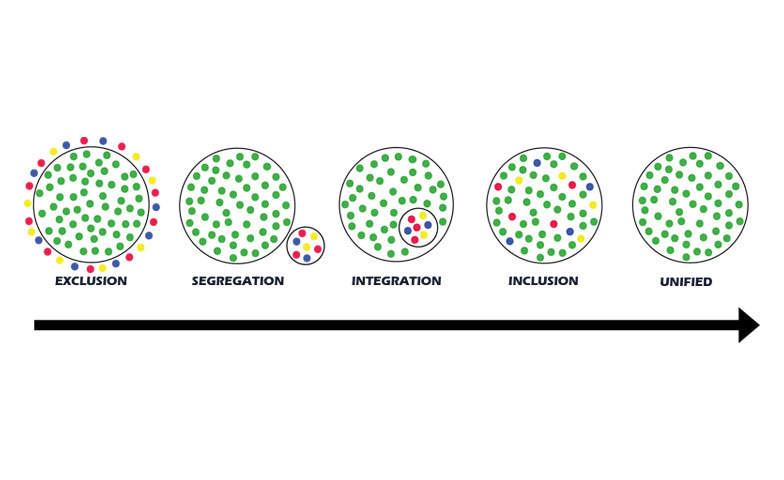 EXCLUSION
SEGREGATION
INTEGRATION
INCLUSION
UNIFIED